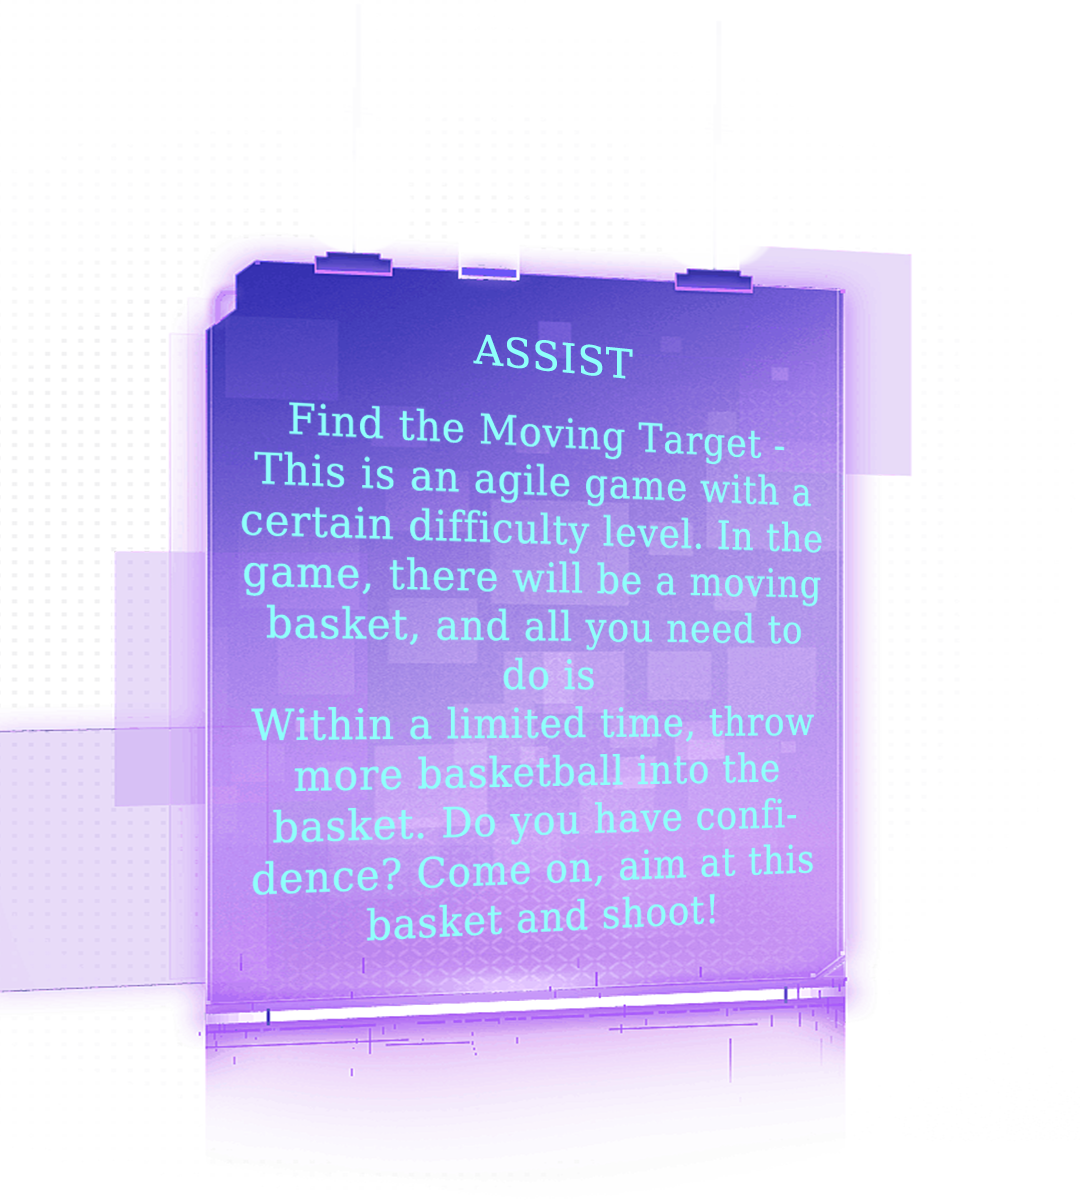 ASSIST
Find the Moving Target -
This is an agile game with a
certain difficulty level. In the
game, there will be a moving
basket, and all you need to
do is
Within a limited time, throw
more basketball into the
basket. Do you have confi-
dence? Come on, aim at this
basket and shoot!